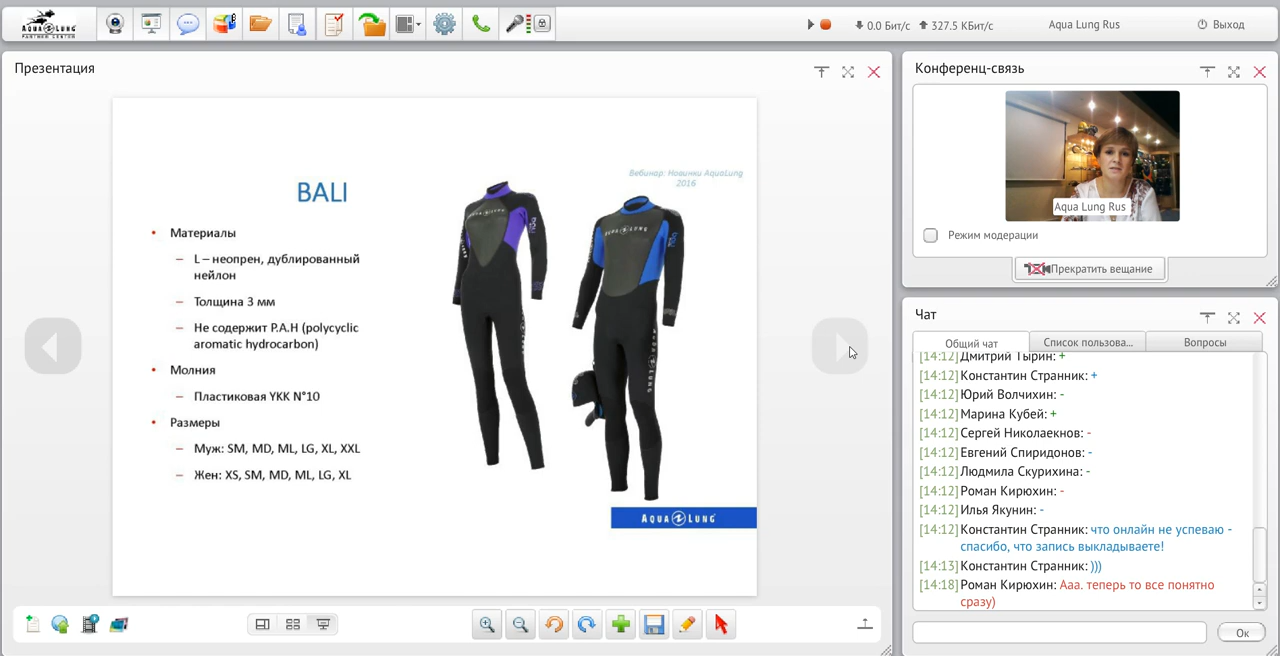 AQUA LUNG
PARTNER CENTER
0.0 Бит/с
327.5 КБит/с
Aqua Lung Rus
Выход
Презентация
Вебинар: Новинки AquaLung
2016
BALI
• Материалы
– L – неопрен, дублированный
нейлон
– Толщина 3 мм
– Не содержит P.A.H (polycyclic
aromatic hydrocarbon)
• Молния
– Пластиковая YKK N°10
• Размеры
– Муж: SM, MD, ML, LG, XL, XXL
– Жен: XS, SM, MD, ML, LG, XL
AQUA LUNG
AQUA LUNG
AQUA LUNG
Конференц-связь
Aqua Lung Rus
Режим модерации
Прекратить вещание
Чат
Общий чат
Список пользова...
Вопросы
[14:12] Дмитрий Тырин: +
[14:12] Константин Странник: +
[14:12] Юрий Волчихин: -
[14:12] Марина Кубей: +
[14:12] Сергей Николаекнов: -
[14:12] Евгений Спиридонов: -
[14:12] Людмила Скурихина: -
[14:12] Роман Кирюхин: -
[14:12] Илья Якунин: -
[14:12] Константин Странник: что онлайн не успеваю -
спасибо, что запись выкладываете!
[14:13] Константин Странник: )))
[14:18] Роман Кирюхин: Ааа. теперь то все понятно
сразу)
Ок